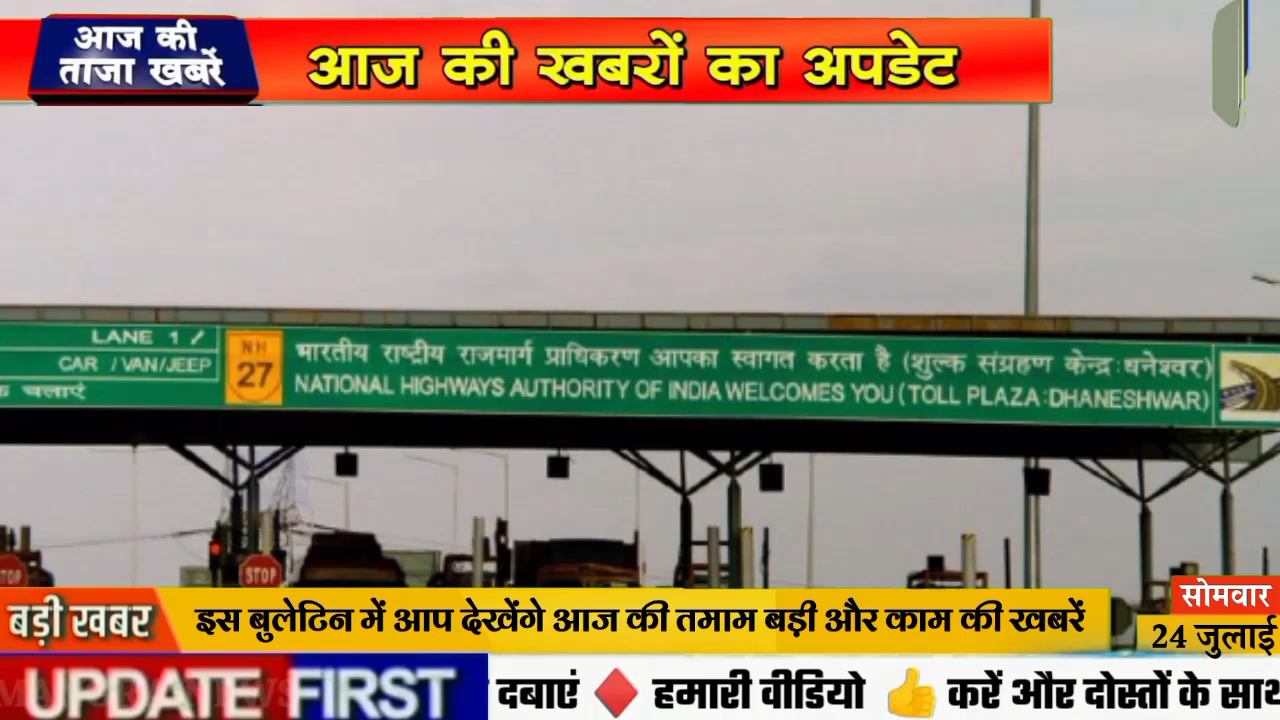 आज की
ताजा खबरें
आज की खबरों का अपडेट
LANE 1 /
CAR / VAN/JEEP
चलाएं
NH
27
भारतीय राष्ट्रीय राजमार्ग प्राधिकरण आपका स्वागत करता है (शुल्क संग्रहण केन्द्र:धनेश्वर)
NATIONAL HIGHWAYS AUTHORITY OF INDIA WELCOMES YOU (TOLL PLAZA:DHANESHWAR)
STOP
STOP
बड़ी खबर
इस बुलेटिन में आप देखेंगे आज की तमाम बड़ी और काम की खबरें
सोमवार
24 जुलाई
UPDATE FIRST
दबाएं ♦ हमारी वीडियो 👍 करें और दोस्तों के साथ